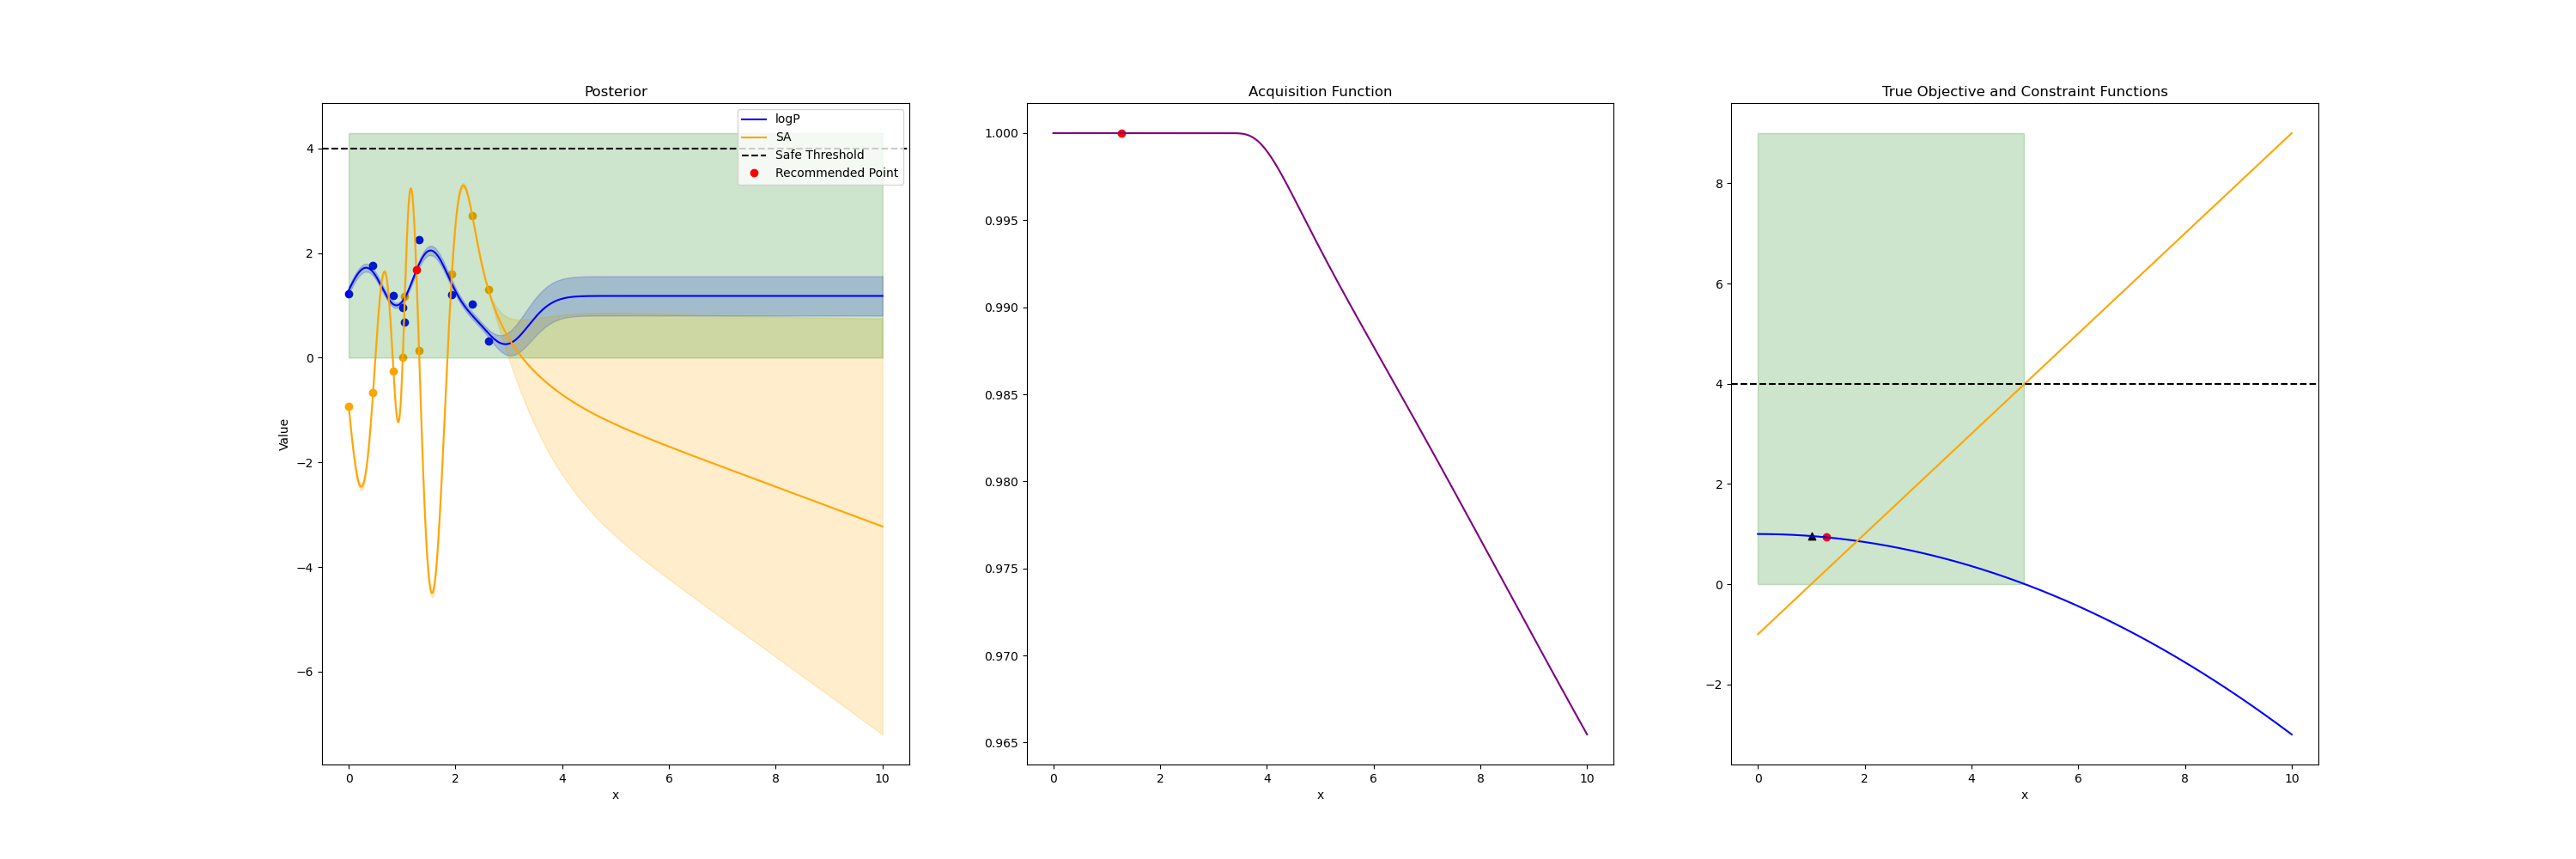 Posterior
logP
SA
Safe Threshold
Recommended Point
4
2
0
−2
−4
−6
Value
0 2 4 6 8 10
x
Acquisition Function
1.000
0.995
0.990
0.985
0.980
0.975
0.970
0.965
0 2 4 6 8 10
x
True Objective and Constraint Functions
8
6
4
2
0
−2
0 2 4 6 8 10
x